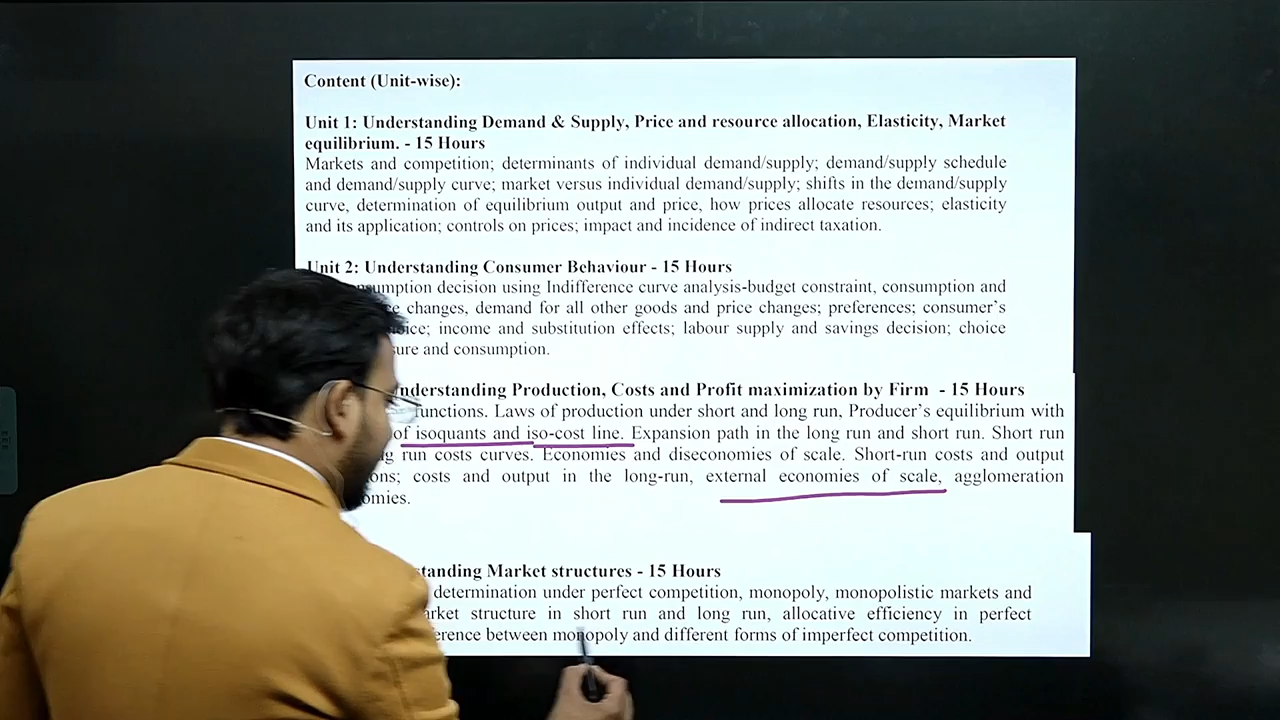 Content (Unit-wise):
Unit 1: Understanding Demand & Supply, Price and resource allocation, Elasticity, Market
equilibrium. - 15 Hours
Markets and competition; determinants of individual demand/supply; demand/supply schedule
and demand/supply curve; market versus individual demand/supply; shifts in the demand/supply
curve, determination of equilibrium output and price, how prices allocate resources; elasticity
and its application; controls on prices; impact and incidence of indirect taxation.
Unit 2: Understanding Consumer Behaviour - 15 Hours
decision using Indifference curve analysis-budget constraint, consumption and
changes, demand for all other goods and price changes; preferences; consumer's
income and substitution effects; labour supply and savings decision; choice
and consumption.
Production, Costs and Profit maximization by Firm - 15 Hours
functions. Laws of production under short and long run, Producer's equilibrium with
of isoquants and iso-cost line. Expansion path in the long run and short run. Short run
run costs curves. Economies and diseconomies of scale. Short-run costs and output
costs and output in the long-run, external economies of scale, agglomeration
Market structures - 15 Hours
determination under perfect competition, monopoly, monopolistic markets and
structure in short run and long run, allocative efficiency in perfect
between monopoly and different forms of imperfect competition.